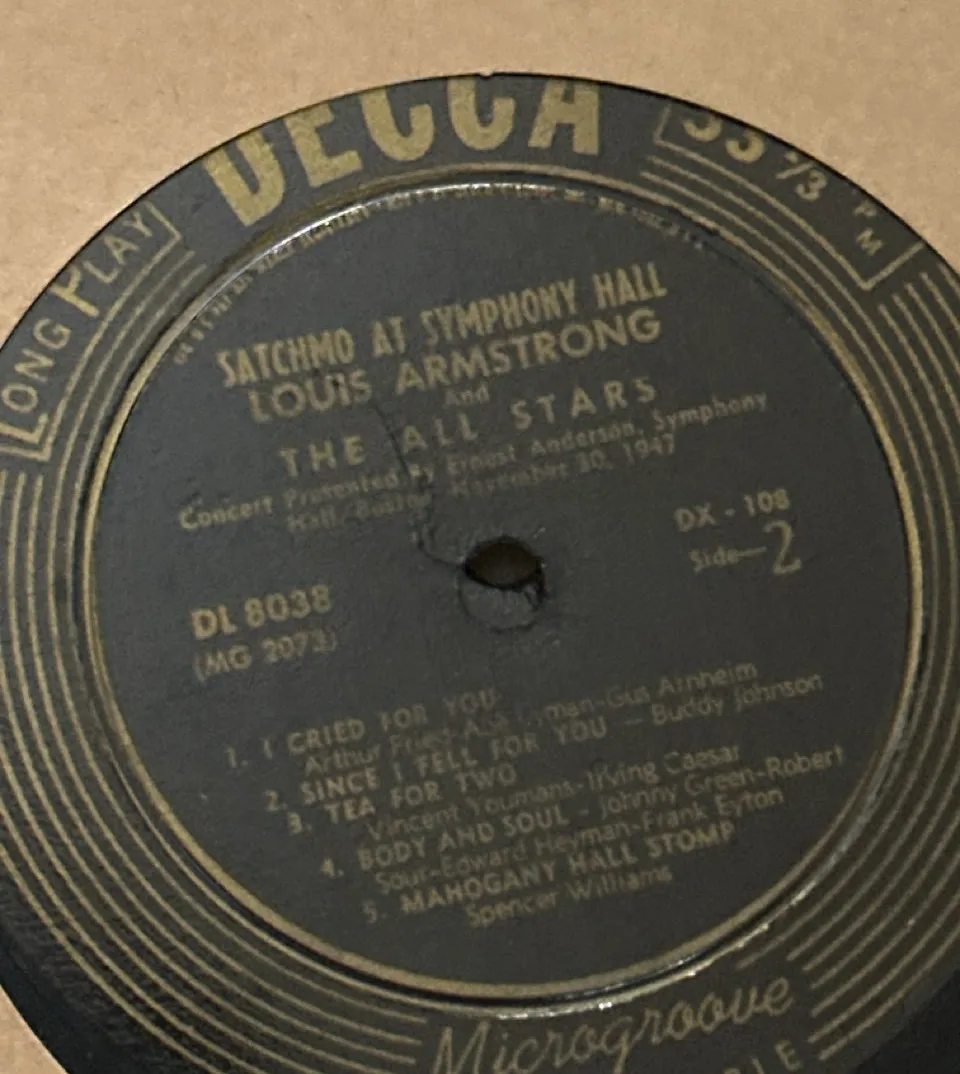 DECCA
LONG PLAY
33 1/3 RPM
SATCHMO AT SYMPHONY HALL
LOUIS ARMSTRONG
And
THE ALL STARS
Concert Presented By Ernest Anderson, Symphony
Hall, Boston, November 30, 1947
DX - 108
Side—2
DL 8038
(MG 2073)
1. I CRIED FOR YOU
Arthur Freed-Abe Lyman-Gus Arnheim
2. SINCE I FELL FOR YOU — Buddy Johnson
3. TEA FOR TWO
Vincent Youmans-Irving Caesar
4. BODY AND SOUL - Johnny Green-Robert
Sour-Edward Heyman-Frank Eyton
5. MAHOGANY HALL STOMP
Spencer Williams
Microgroove